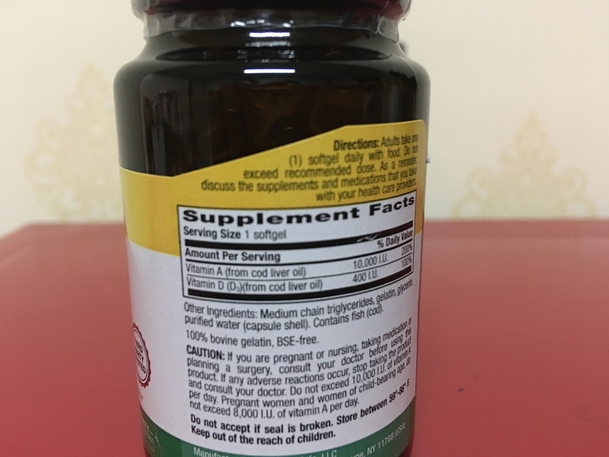 Directions: Adults take one
(1) softgel daily with food. Do not
exceed recommended dose. As a reminder,
discuss the supplements and medications that you take
with your health care providers.
Supplement Facts
Serving Size 1 softgel
Amount Per Serving % Daily Value
Vitamin A (from cod liver oil) 10,000 I.U. 200%
Vitamin D (D3)(from cod liver oil) 400 I.U. 100%
Other Ingredients: Medium chain triglycerides, gelatin, glycerin,
purified water (capsule shell). Contains fish (cod).
100% bovine gelatin, BSE-free.
CAUTION: If you are pregnant or nursing, taking medication or
planning a surgery, consult your doctor before using this
product. If any adverse reactions occur, stop taking the product
and consult your doctor. Do not exceed 10,000 I.U. of vitamin A
per day. Pregnant women and women of child-bearing age, do
not exceed 8,000 I.U. of vitamin A per day.
Do not accept if seal is broken. Store between 59°-86° F.
Keep out of the reach of children.
NY 11788 USA